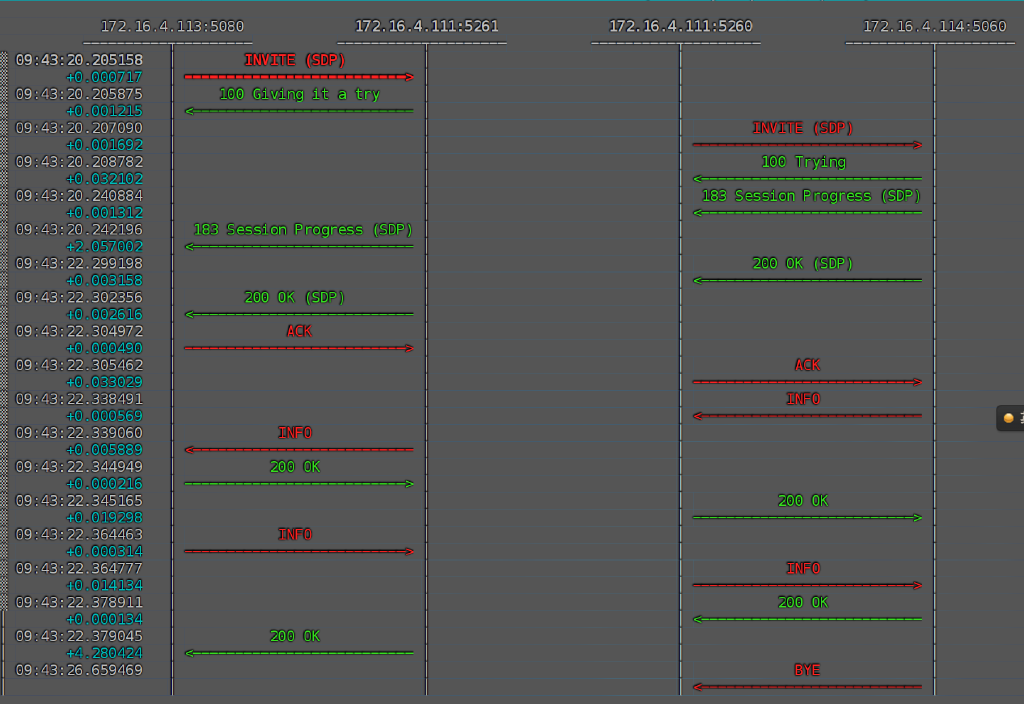 172.16.4.113:5080 172.16.4.111:5261 172.16.4.111:5260 172.16.4.114:5060
09:43:20.205158 INVITE (SDP)
+0.000717
09:43:20.205875 100 Giving it a try
+0.001215
09:43:20.207090 INVITE (SDP)
+0.001692
09:43:20.208782 100 Trying
+0.032102
09:43:20.240884 183 Session Progress (SDP)
+0.001312
09:43:20.242196 183 Session Progress (SDP)
+2.057002
09:43:22.299198 200 OK (SDP)
+0.003158
09:43:22.302356 200 OK (SDP)
+0.002616
09:43:22.304972 ACK
+0.000490
09:43:22.305462 ACK
+0.033029
09:43:22.338491 INFO
+0.000569
09:43:22.339060 INFO
+0.005889
09:43:22.344949 200 OK
+0.000216
09:43:22.345165 200 OK
+0.019298
09:43:22.364463 INFO
+0.000314
09:43:22.364777 INFO
+0.014134
09:43:22.378911 200 OK
+0.000134
09:43:22.379045 200 OK
+4.280424
09:43:26.659469 BYE